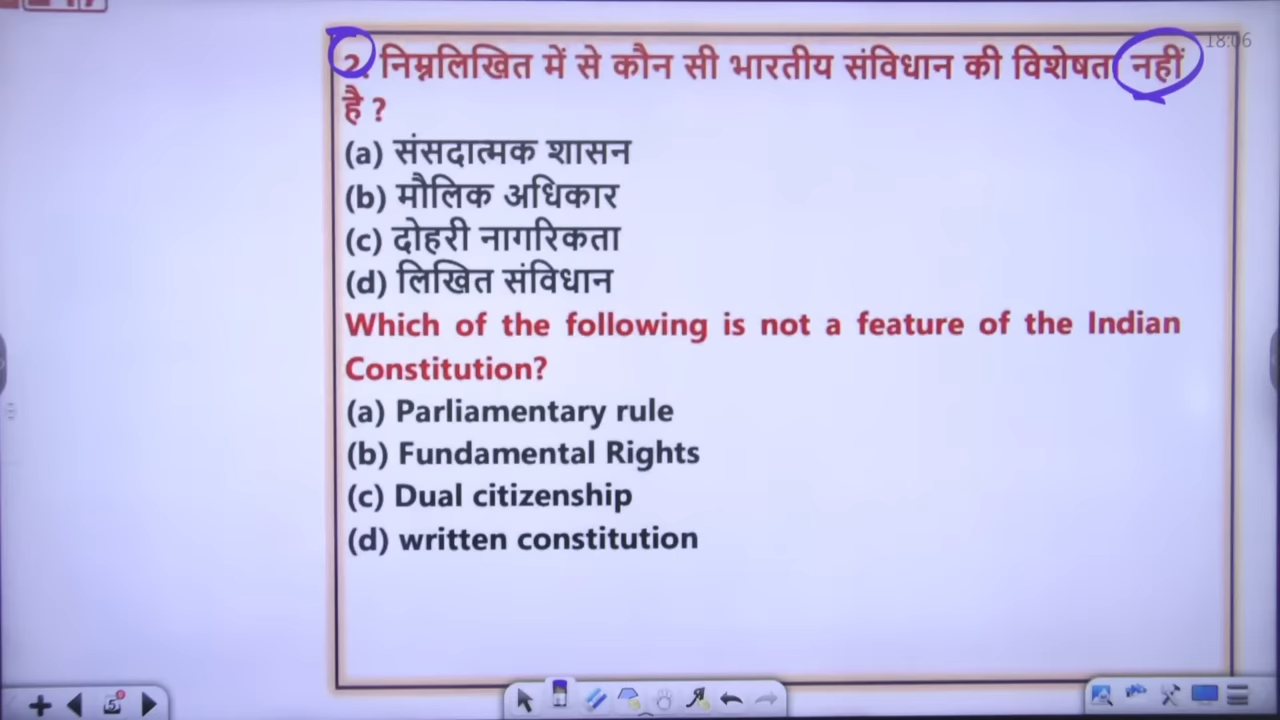 18:06
2. निम्नलिखित में से कौन सी भारतीय संविधान की विशेषता नहीं
है ?
(a) संसदात्मक शासन
(b) मौलिक अधिकार
(c) दोहरी नागरिकता
(d) लिखित संविधान
Which of the following is not a feature of the Indian
Constitution?
(a) Parliamentary rule
(b) Fundamental Rights
(c) Dual citizenship
(d) written constitution
5